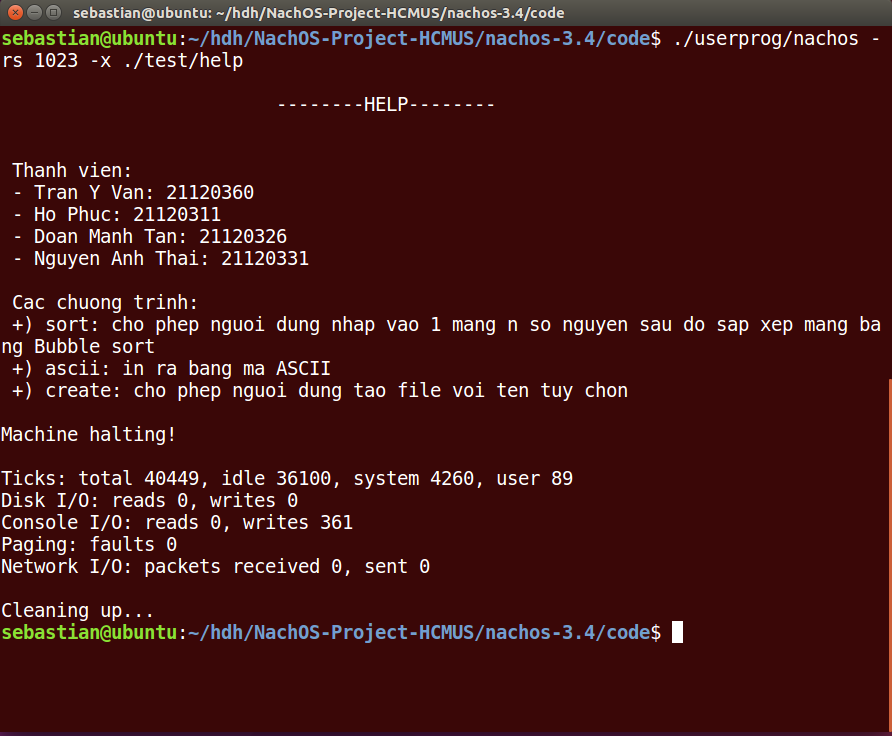 sebastian@ubuntu: ~/hdh/NachOS-Project-HCMUS/nachos-3.4/code
sebastian@ubuntu:~/hdh/NachOS-Project-HCMUS/nachos-3.4/code$ ./userprog/nachos -
rs 1023 -x ./test/help
--------HELP--------
Thanh vien:
- Tran Y Van: 21120360
- Ho Phuc: 21120311
- Doan Manh Tan: 21120326
- Nguyen Anh Thai: 21120331
Cac chuong trinh:
+) sort: cho phep nguoi dung nhap vao 1 mang n so nguyen sau do sap xep mang ba
ng Bubble sort
+) ascii: in ra bang ma ASCII
+) create: cho phep nguoi dung tao file voi ten tuy chon
Machine halting!
Ticks: total 40449, idle 36100, system 4260, user 89
Disk I/O: reads 0, writes 0
Console I/O: reads 0, writes 361
Paging: faults 0
Network I/O: packets received 0, sent 0
Cleaning up...
sebastian@ubuntu:~/hdh/NachOS-Project-HCMUS/nachos-3.4/code$